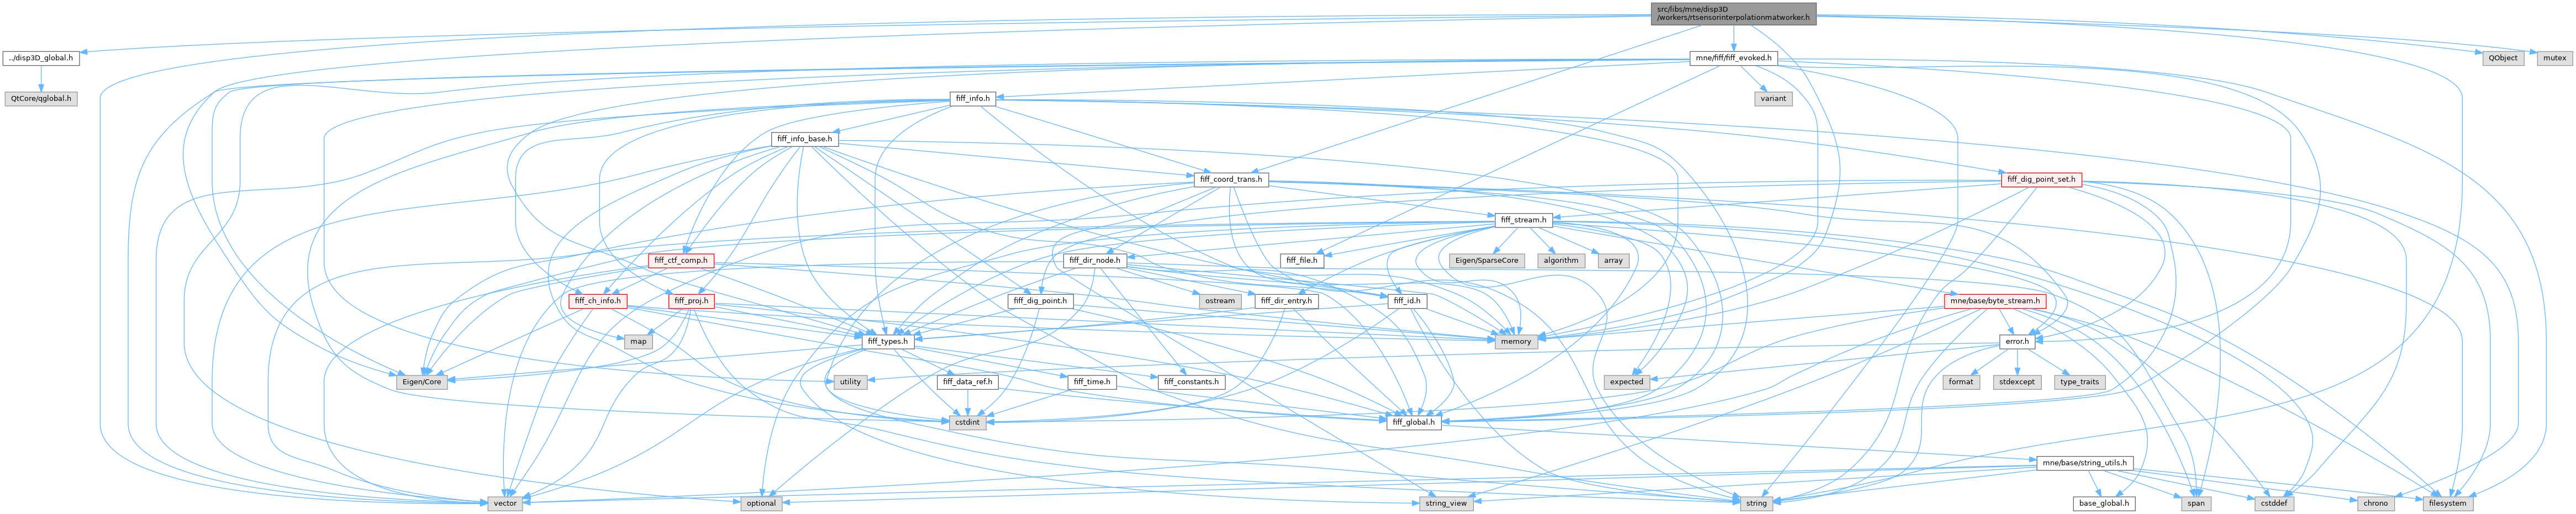 src/libs/mne/disp3D
/workers/rtsensorinterpolationmatworker.h
../disp3D_global.h
mne/fiff/fiff_evoked.h
QObject
mutex
QtCore/qglobal.h
fiff_info.h
variant
fiff_info_base.h
fiff_coord_trans.h
fiff_dig_point_set.h
fiff_stream.h
fiff_ctf_comp.h
fiff_dir_node.h
fiff_file.h
Eigen/SparseCore
algorithm
array
fiff_ch_info.h
fiff_proj.h
fiff_dig_point.h
ostream
fiff_dir_entry.h
fiff_id.h
mne/base/byte_stream.h
map
fiff_types.h
memory
error.h
Eigen/Core
utility
fiff_data_ref.h
fiff_time.h
fiff_constants.h
expected
format
stdexcept
type_traits
cstdint
fiff_global.h
mne/base/string_utils.h
vector
optional
string_view
string
base_global.h
span
cstddef
chrono
filesystem